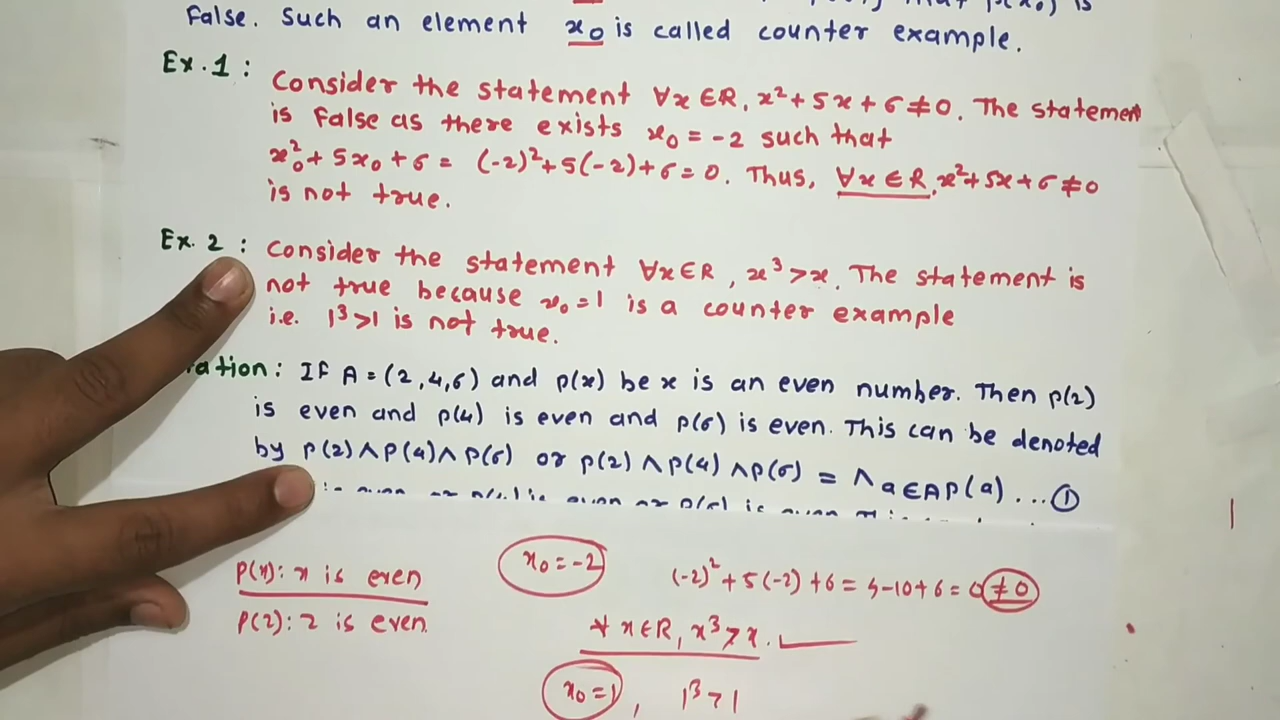 is
False. Such an element x₀ is called counter example.
Ex.1: Consider the statement ∀x∈R, x²+5x+6≠0. The statement
is False as there exists x₀=-2 such that
x₀²+5x₀+6 = (-2)²+5(-2)+6=0. Thus, ∀x∈R, x²+5x+6≠0
is not true.
Ex.2: Consider the statement ∀x∈R, x³>x. The statement is
not true because x₀=1 is a counter example
i.e. 1³>1 is not true.
ation: If A=(2,4,6) and p(x) be x is an even number. Then p(2)
is even and p(4) is even and p(6) is even. This can be denoted
by p(2)∧p(4)∧p(6) or p(2)∧p(4)∧p(6) = ∧a∈A p(a)...①
P(x): x is even
P(2): 2 is even.
x₀=-2
(-2)²+5(-2)+6=4-10+6=0≠0
∀ x∈R, x³>x.
x₀=1, 1³>1